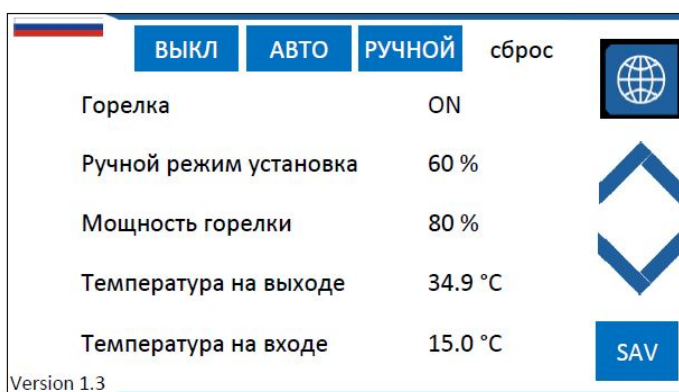 ВЫКЛ АВТО РУЧНОЙ сброс
Горелка ON
Ручной режим установка 60 %
Мощность горелки 80 %
Температура на выходе 34.9 °C
Температура на входе 15.0 °C
SAV
Version 1.3